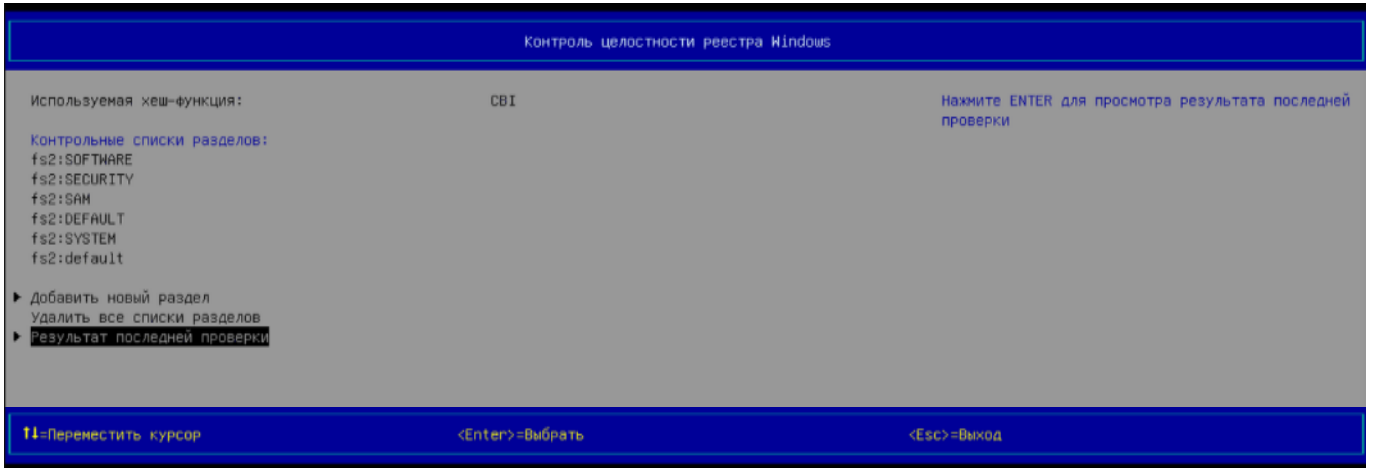 Контроль целостности реестра Windows
Используемая хеш-функция: CBI
Нажмите ENTER для просмотра результата последней
проверки
Контрольные списки разделов:
fs2:SOFTWARE
fs2:SECURITY
fs2:SAM
fs2:DEFAULT
fs2:SYSTEM
fs2:default
Добавить новый раздел
Удалить все списки разделов
Результат последней проверки
↑↓=Переместить курсор <Enter>=Выбрать <Esc>=Выход